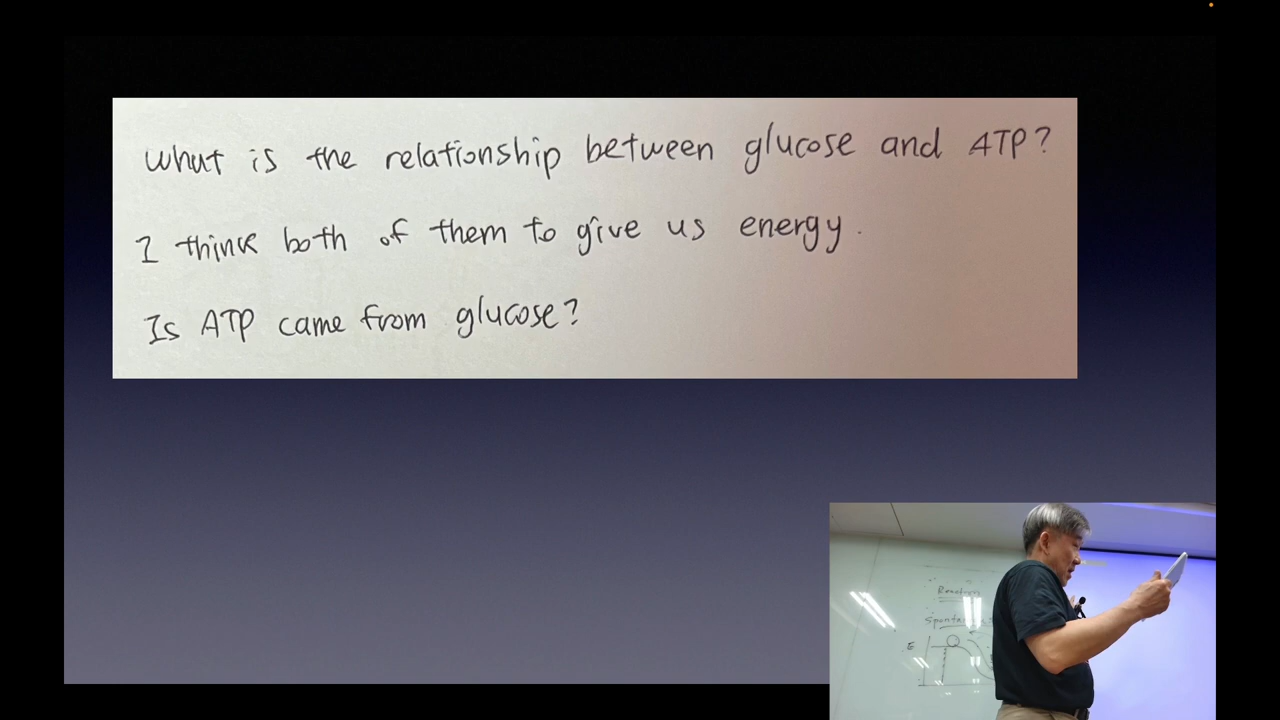 What is the relationship between glucose and ATP?
I think both of them to give us energy.
Is ATP came from glucose?
Reaction
E